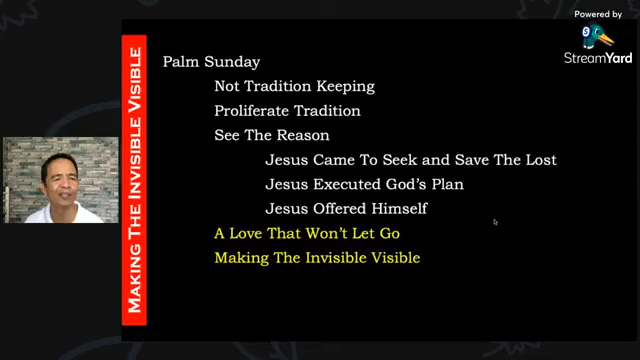 Powered by
StreamYard
MAKING THE INVISIBLE VISIBLE
Palm Sunday
Not Tradition Keeping
Proliferate Tradition
See The Reason
Jesus Came To Seek and Save The Lost
Jesus Executed God's Plan
Jesus Offered Himself
A Love That Won't Let Go
Making The Invisible Visible